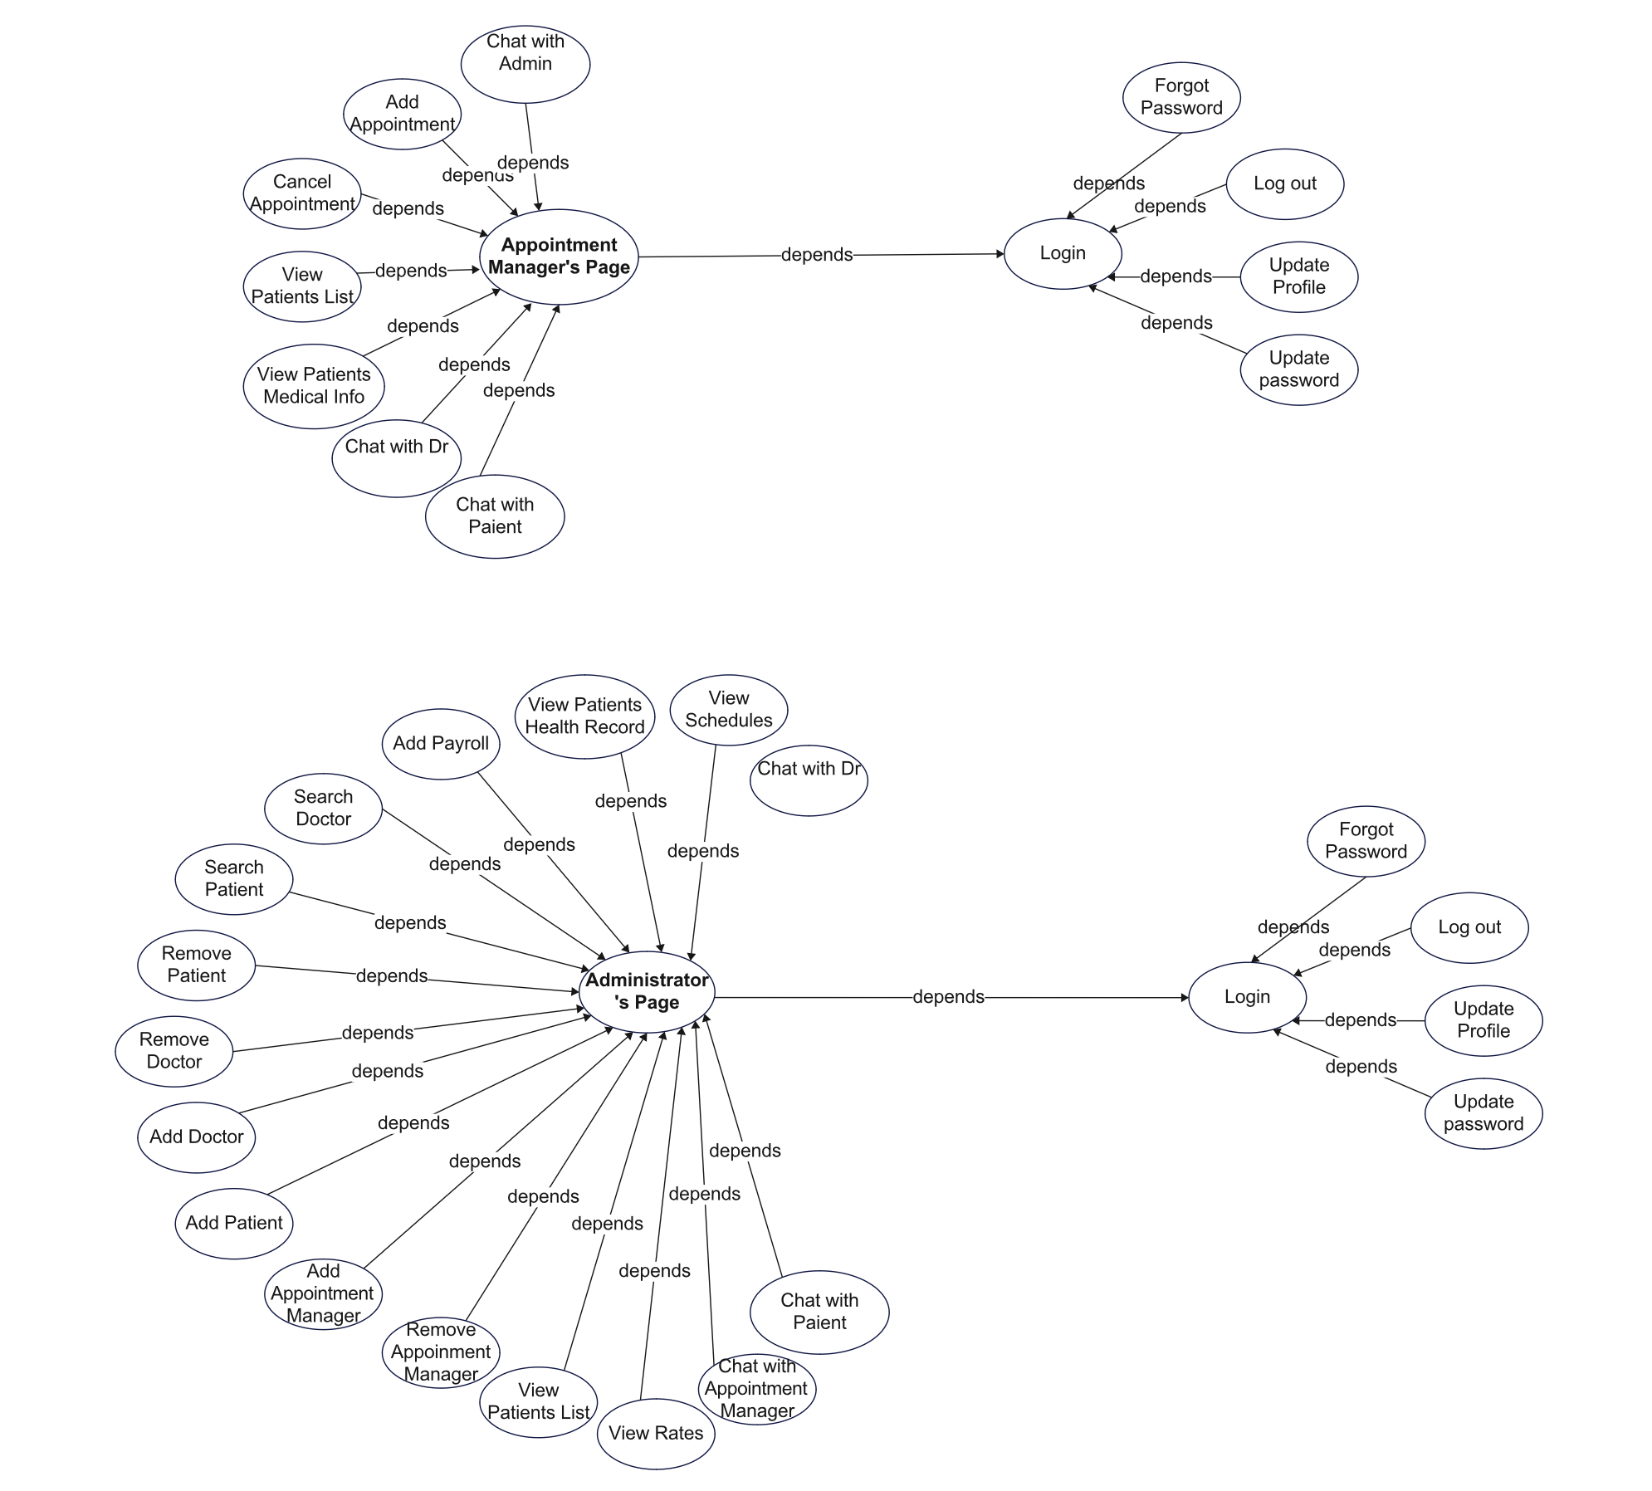 Chat with
Admin
Add
Appointment
depends
depends
Cancel
Appointment
depends
View
Patients List
depends
View Patients
Medical Info
depends
Chat with Dr
depends
Chat with
Paient
depends
Appointment
Manager's Page
depends
Login
Forgot
Password
depends
Log out
depends
Update
Profile
depends
Update
password
depends
View Patients
Health Record
depends
View
Schedules
depends
Chat with Dr
Add Payroll
depends
Search
Doctor
depends
Search
Patient
depends
Remove
Patient
depends
Remove
Doctor
depends
Add Doctor
depends
Add Patient
depends
Add
Appointment
Manager
depends
Remove
Appoinment
Manager
depends
View
Patients List
depends
View Rates
depends
Chat with
Appointment
Manager
depends
Chat with
Paient
depends
Administrator
's Page
depends
Login
Forgot
Password
depends
Log out
depends
Update
Profile
depends
Update
password
depends